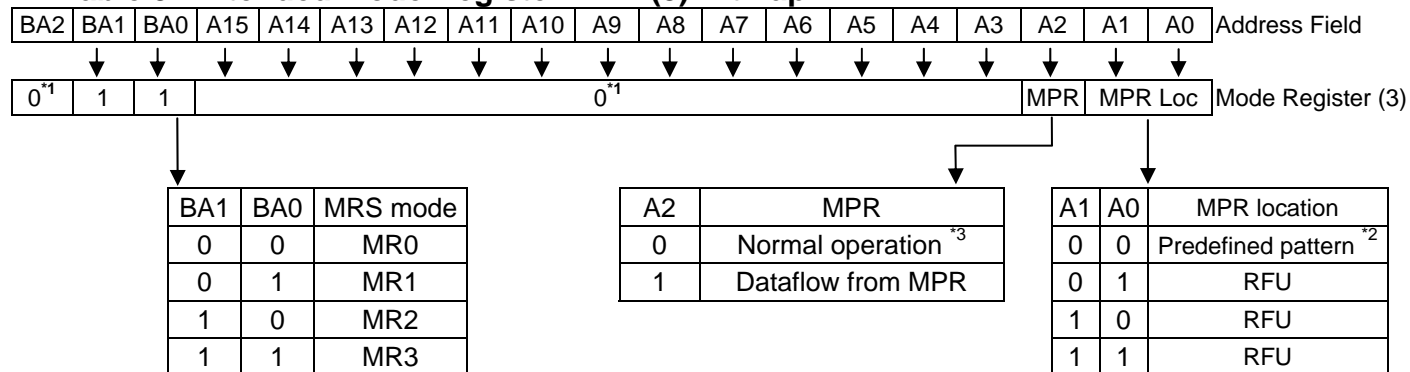 BA2 BA1 BA0 A15 A14 A13 A12 A11 A10 A9 A8 A7 A6 A5 A4 A3 A2 A1 A0 Address Field
0*1 1 1 0*1 MPR MPR Loc Mode Register (3)
BA1 BA0 MRS mode
0 0 MR0
0 1 MR1
1 0 MR2
1 1 MR3
A2 MPR
0 Normal operation *3
1 Dataflow from MPR
A1 A0 MPR location
0 0 Predefined pattern *2
0 1 RFU
1 0 RFU
1 1 RFU